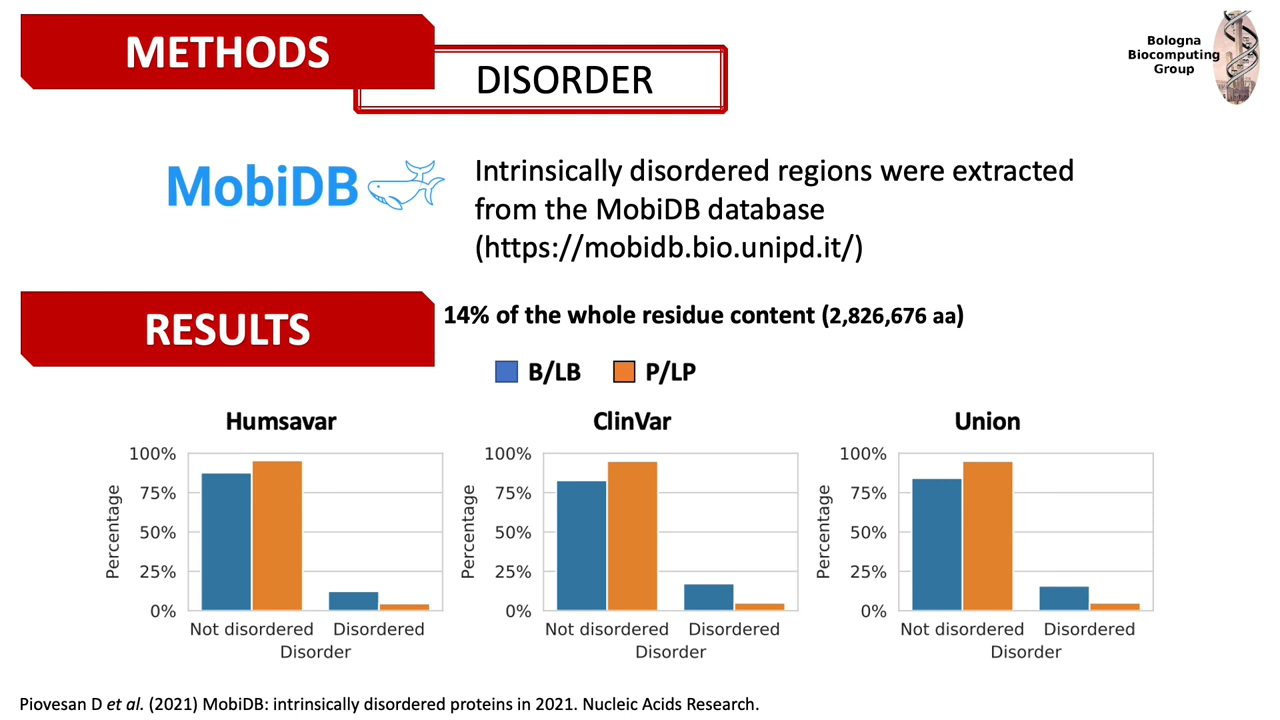 METHODS
DISORDER
Bologna
Biocomputing
Group
MobiDB
Intrinsically disordered regions were extracted
from the MobiDB database
(https://mobidb.bio.unipd.it/)
RESULTS
14% of the whole residue content (2,826,676 aa)
B/LB P/LP
Humsavar
100%
75%
50%
25%
0%
Percentage
Not disordered Disordered
Disorder
ClinVar
100%
75%
50%
25%
0%
Percentage
Not disordered Disordered
Disorder
Union
100%
75%
50%
25%
0%
Percentage
Not disordered Disordered
Disorder
Piovesan D et al. (2021) MobiDB: intrinsically disordered proteins in 2021. Nucleic Acids Research.